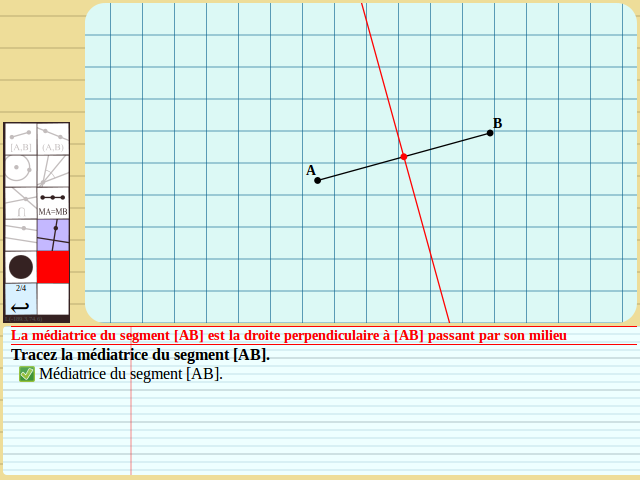 B
A
[A,B] (A,B)
MA=MB
2/4
La médiatrice du segment [AB] est la droite perpendiculaire à [AB] passant par son milieu
Tracez la médiatrice du segment [AB].
Médiatrice du segment [AB].